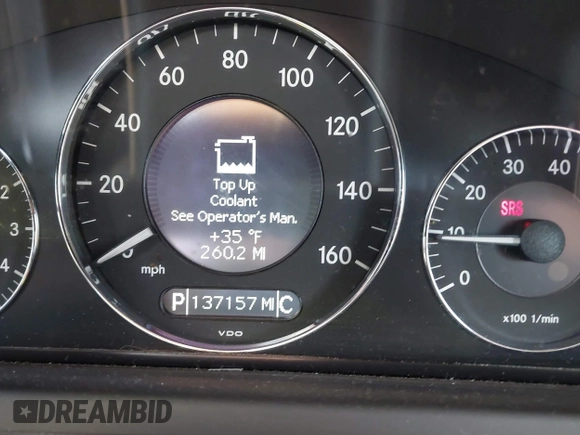 20
40
60
80
100
120
140
160
0
mph
Top Up
Coolant
See Operator's Man.
+35 °F
260.2 MI
P 137157 MI C
VDO
2
3
4
0
10
20
30
40
SRS
x100 1/min
DREAMBID